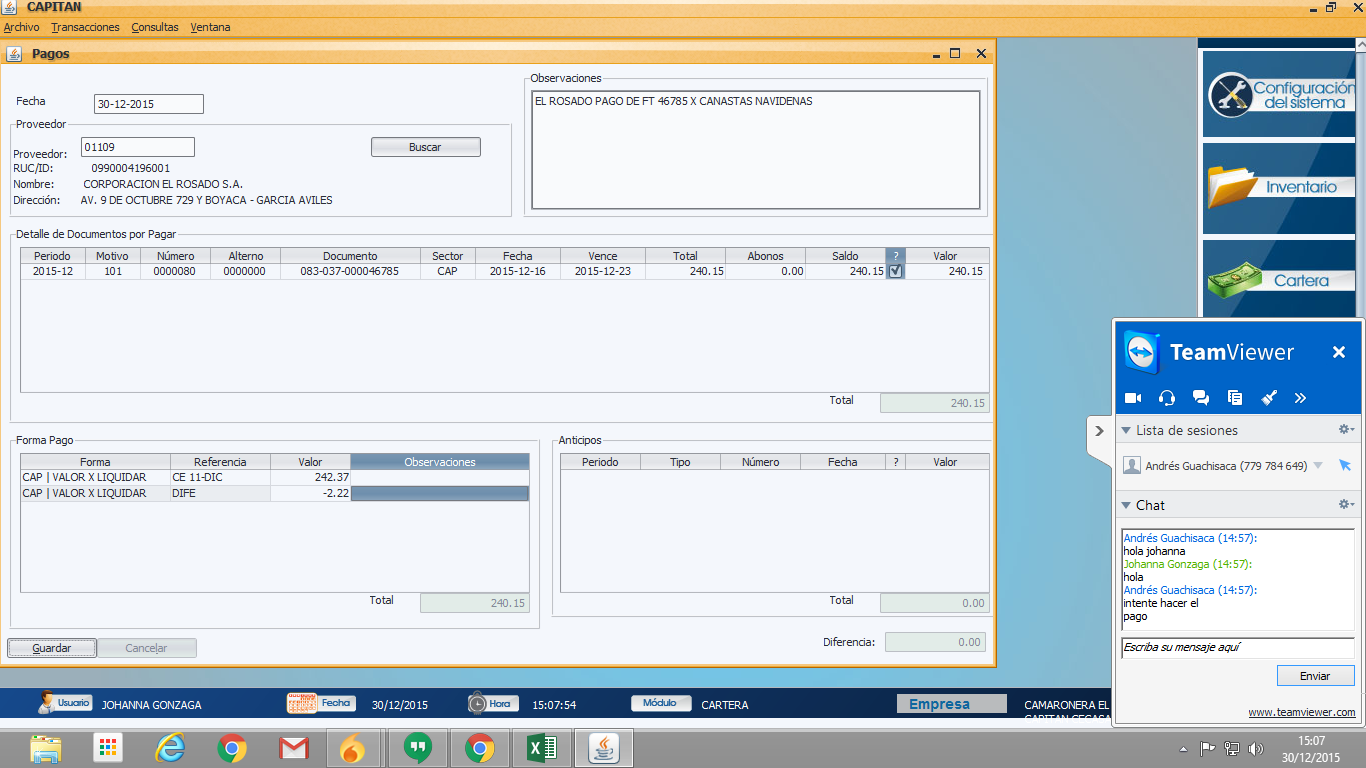 CAPITAN
Archivo Transacciones Consultas Ventana
Pagos
Fecha 30-12-2015
Proveedor
Proveedor: 01109 Buscar
RUC/ID: 0990004196001
Nombre: CORPORACION EL ROSADO S.A.
Dirección: AV. 9 DE OCTUBRE 729 Y BOYACA - GARCIA AVILES
Observaciones
EL ROSADO PAGO DE FT 46785 X CANASTAS NAVIDENAS
Detalle de Documentos por Pagar
Periodo Motivo Número Alterno Documento Sector Fecha Vence Total Abonos Saldo ? Valor
2015-12 101 0000080 0000000 083-037-000046785 CAP 2015-12-16 2015-12-23 240.15 0.00 240.15 240.15
Total 240.15
Forma Pago
Forma Referencia Valor Observaciones
CAP | VALOR X LIQUIDAR CE 11-DIC 242.37
CAP | VALOR X LIQUIDAR DIFE -2.22
Total 240.15
Anticipos
Periodo Tipo Número Fecha ? Valor
Total 0.00
Diferencia: 0.00
Guardar Cancelar
Configuración
del sistema
Inventario
Cartera
TeamViewer
Lista de sesiones
Andrés Guachisaca (779 784 649)
Chat
Andrés Guachisaca (14:57):
hola johanna
Johanna Gonzaga (14:57):
hola
Andrés Guachisaca (14:57):
intente hacer el
pago
Escriba su mensaje aquí
Enviar
www.teamviewer.com
Usuario JOHANNA GONZAGA Fecha 30/12/2015 Hora 15:07:54 Módulo CARTERA Empresa CAMARONERA EL
CAPITAN CEGASA
15:07
30/12/2015